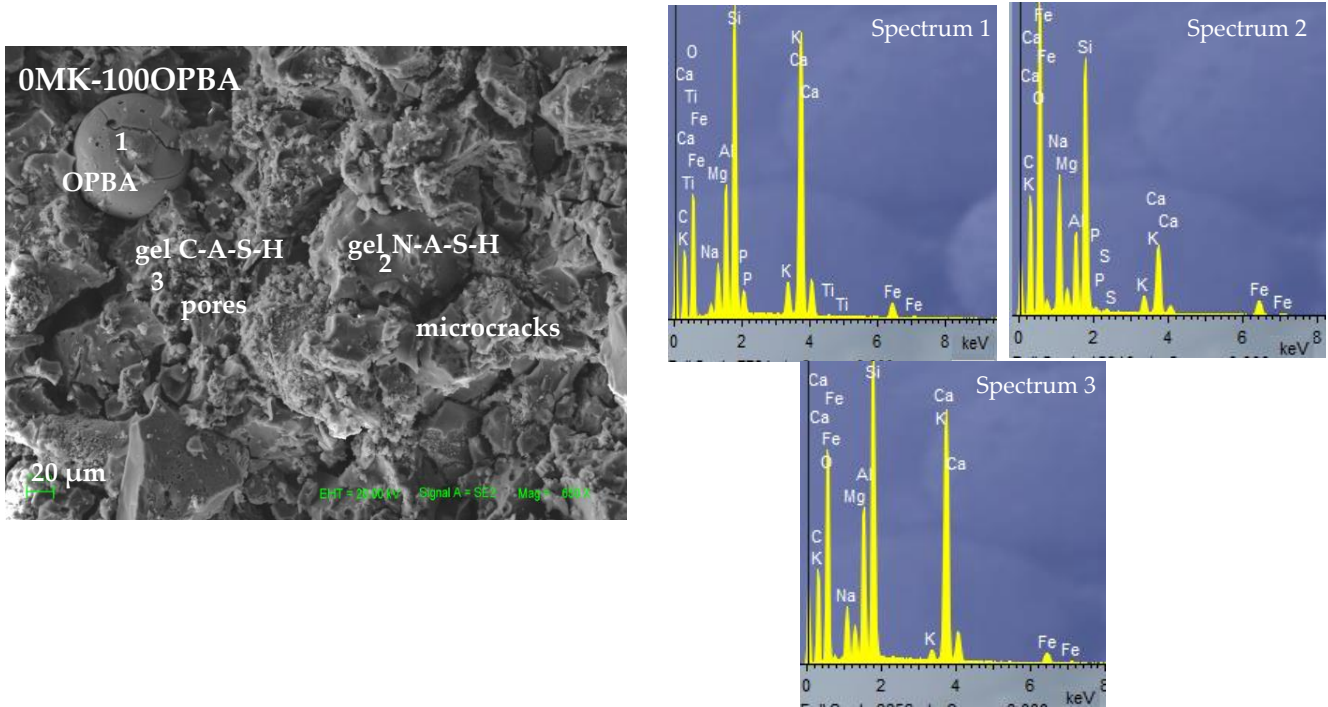 0MK-100OPBA
1
OPBA
gel C-A-S-H
3
pores
gel N-A-S-H
2
microcracks
20 µm
EHT = 20.00 kV Signal A = SE2 Mag =
Spectrum 1
Si
K
Ca
Ca
O
Ca
Ti
Fe
Ca
Fe
Ti
Al
Mg
C
K
Na
P
P
K
Ti
Ti
Fe
Fe
0 2 4 6 8 keV
Spectrum 2
Fe
Ca
Fe
Ca
O
Si
Na
Mg
C
K
Al
P
S
P
S
Ca
Ca
K
K
Fe
Fe
0 2 4 6 8
keV
Spectrum 3
Ca
Fe
Ca
Fe
O
Si
Al
Mg
C
K
Na
Ca
K
Ca
K
Fe
Fe
0 2 4 6 8
keV